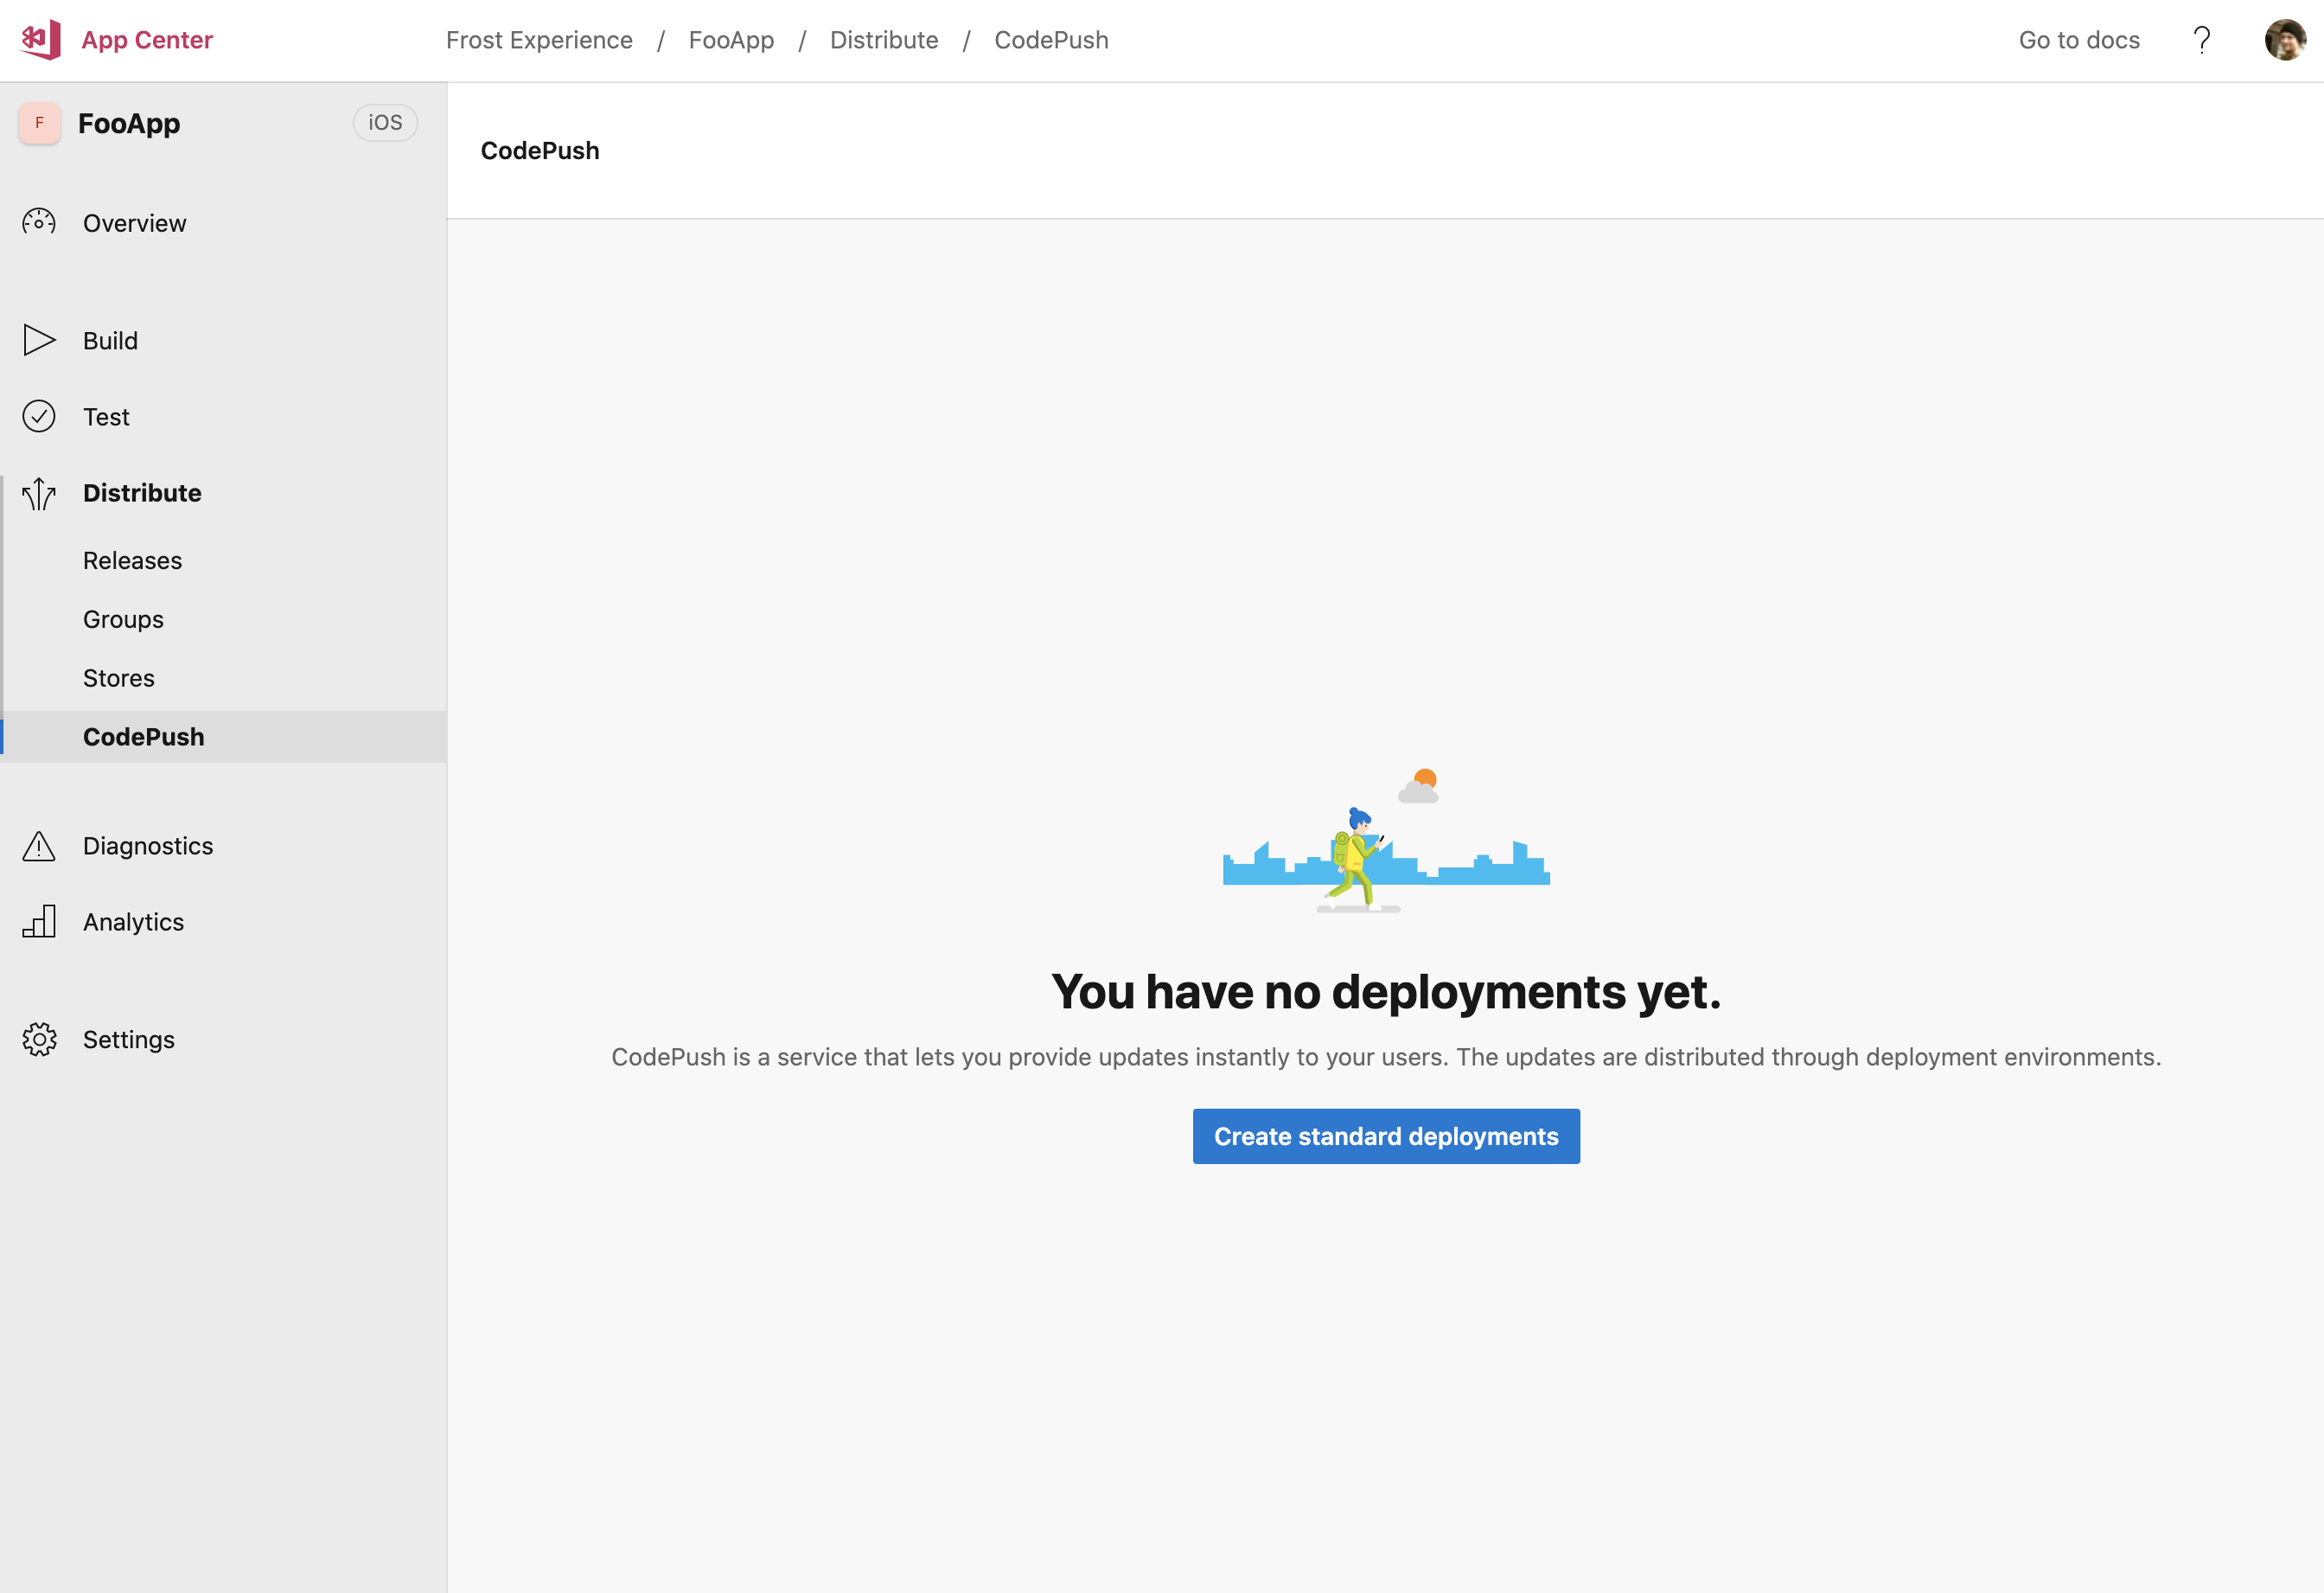 App Center
Frost Experience / FooApp / Distribute / CodePush
Go to docs
?
F
FooApp
iOS
Overview
Build
Test
Distribute
Releases
Groups
Stores
CodePush
Diagnostics
Analytics
Settings
CodePush
You have no deployments yet.
CodePush is a service that lets you provide updates instantly to your users. The updates are distributed through deployment environments.
Create standard deployments